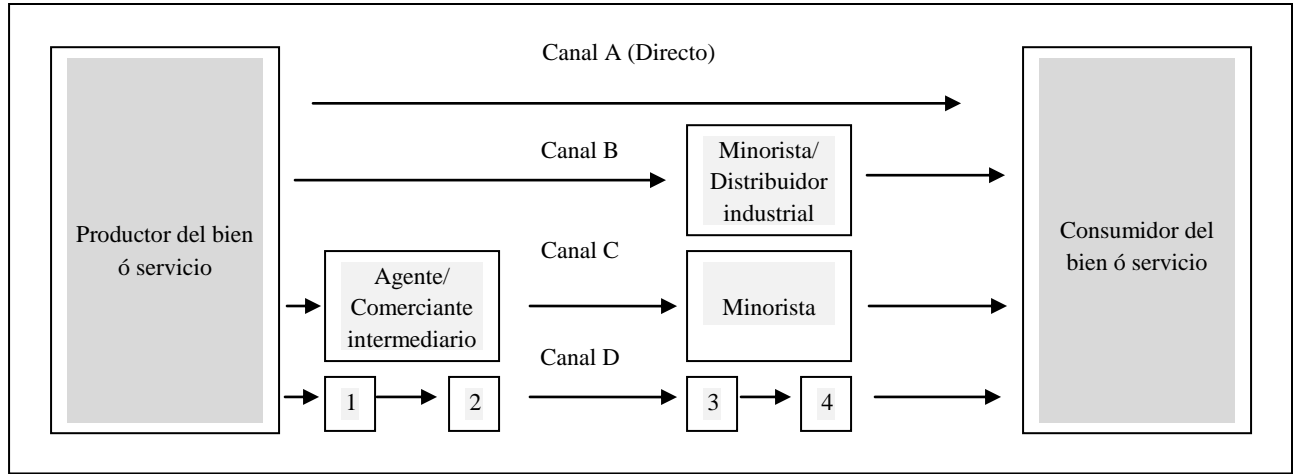 Canal A (Directo)
Productor del bien
ó servicio
Canal B
Minorista/
Distribuidor
industrial
Consumidor del
bien ó servicio
Agente/
Comerciante
intermediario
Canal C
Minorista
Canal D
1
2
3
4